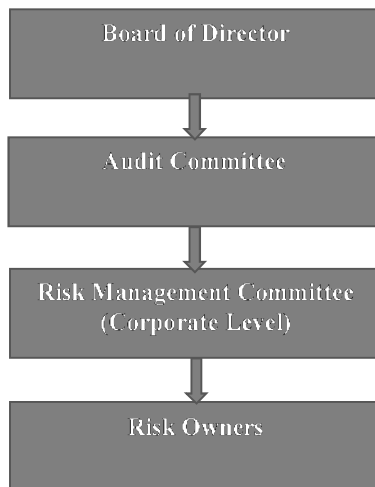 Board of Director
Audit Committee
Risk Management Committee
(Corporate Level)
Risk Owners